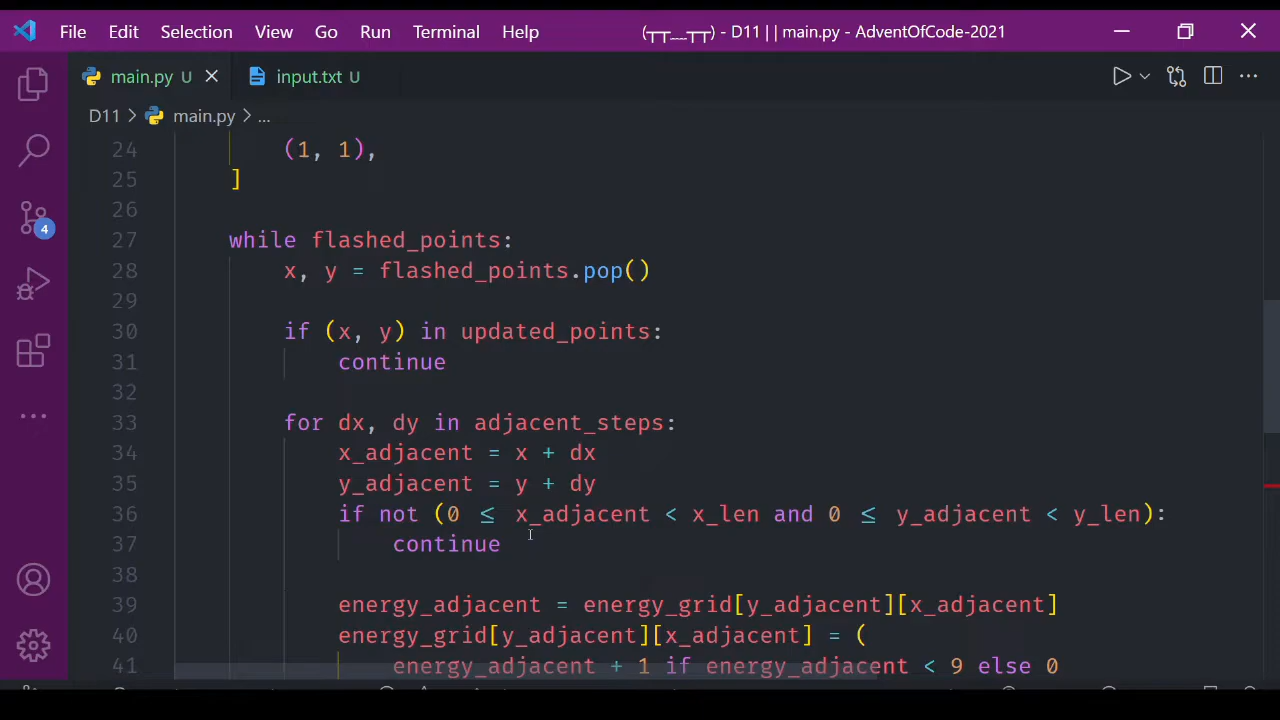 File Edit Selection View Go Run Terminal Help (┬┬﹏┬┬) - D11 | | main.py - AdventOfCode-2021
main.py U input.txt U
D11 > main.py > ...
24 (1, 1),
25 ]
26
27 while flashed_points:
28 x, y = flashed_points.pop()
29
30 if (x, y) in updated_points:
31 continue
32
33 for dx, dy in adjacent_steps:
34 x_adjacent = x + dx
35 y_adjacent = y + dy
36 if not (0 ≤ x_adjacent < x_len and 0 ≤ y_adjacent < y_len):
37 continue
38
39 energy_adjacent = energy_grid[y_adjacent][x_adjacent]
40 energy_grid[y_adjacent][x_adjacent] = (
41 energy_adjacent + 1 if energy_adjacent < 9 else 0
4